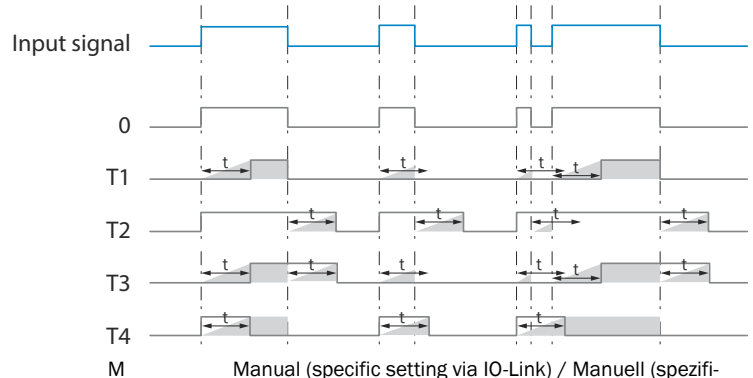 Input signal
0
T1 t t t t
T2 t t t t
T3 t t t t t t
T4 t t t
M Manual (specific setting via IO-Link) / Manuell (spezifi-